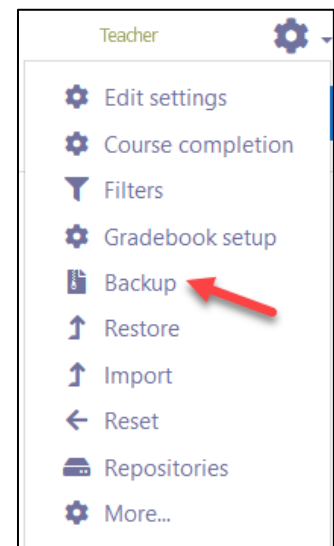 Teacher
Edit settings
Course completion
Filters
Gradebook setup
Backup
Restore
Import
Reset
Repositories
More...